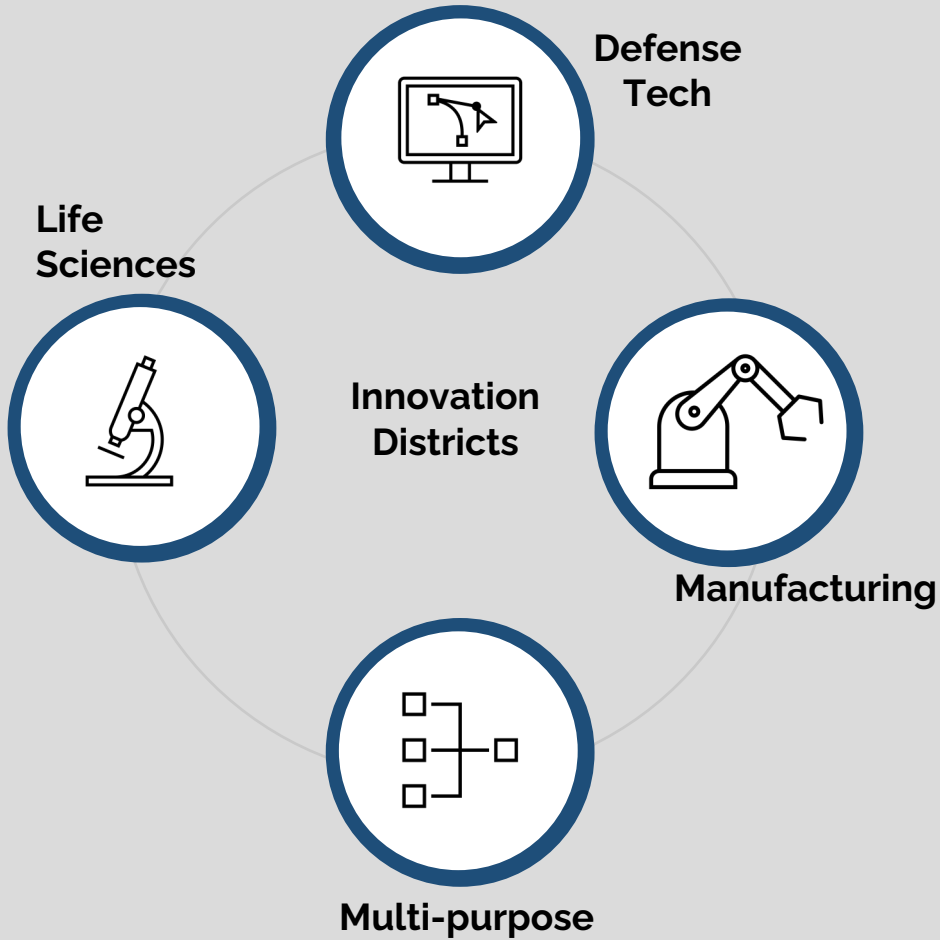 Defense
Tech
Life
Sciences
Innovation
Districts
Manufacturing
Multi-purpose